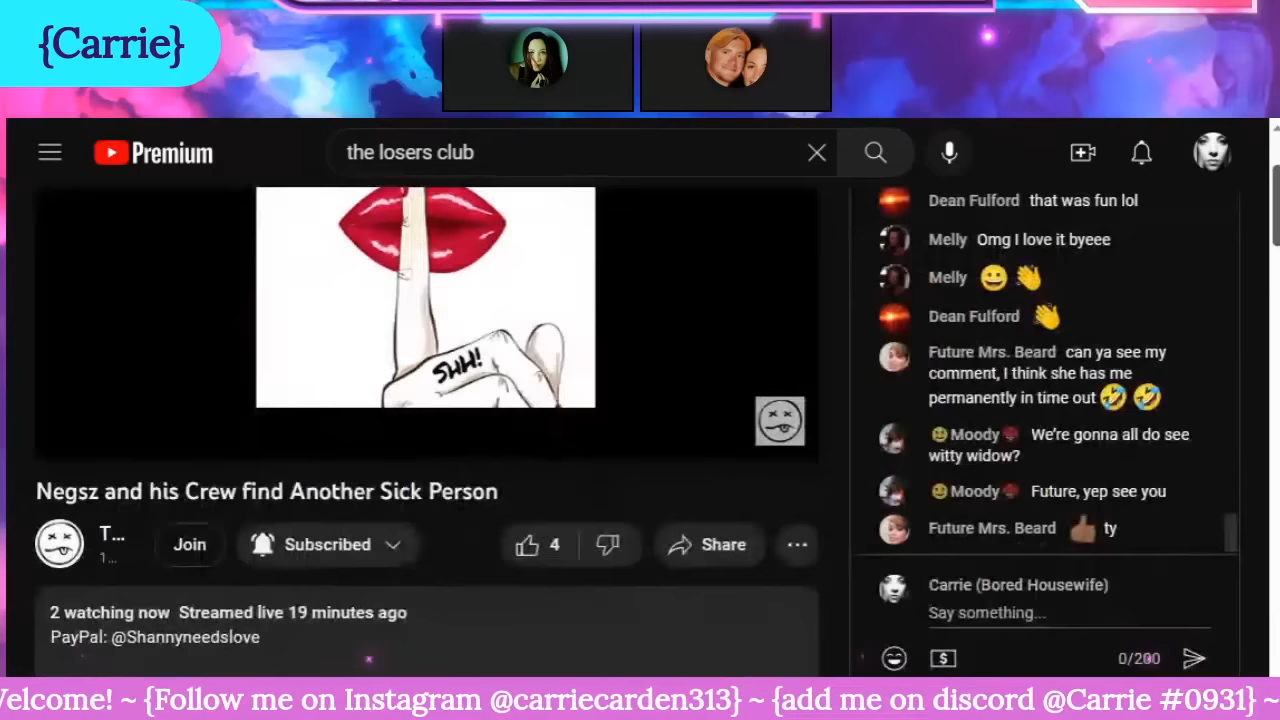 {Carrie}
Premium
the losers club
Dean Fulford that was fun lol
Melly Omg I love it byeee
Melly 😀 👋
Dean Fulford 👋
Future Mrs. Beard can ya see my
comment, I think she has me
permanently in time out 🤣 🤣
Moody We're gonna all do see
witty widow?
Moody Future, yep see you
Future Mrs. Beard 👍🏾 ty
SHH!
Negsz and his Crew find Another Sick Person
T...
1...
Join
Subscribed
4
Share
2 watching now Streamed live 19 minutes ago
PayPal: @Shannyneedslove
Carrie (Bored Housewife)
Say something...
0/200
Welcome! ~ {Follow me on Instagram @carriecarden313} ~ {add me on discord @Carrie #0931} ~